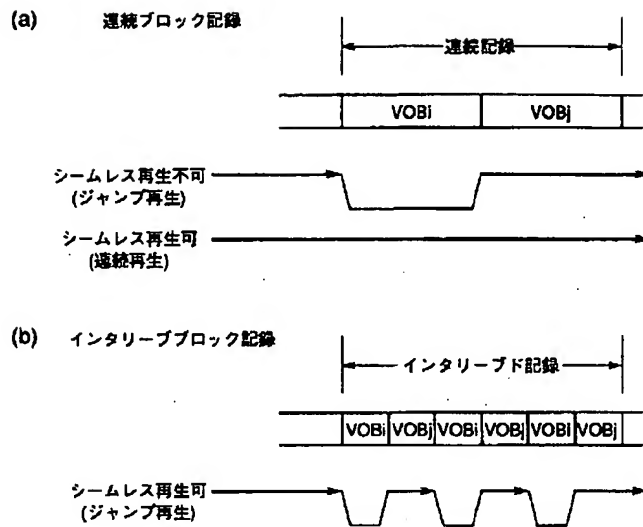 (a) 連続ブロック記録
連続記録
VOBi VOBj
シームレス再生不可
(ジャンプ再生)
シームレス再生可
(連続再生)
(b) インタリーブブロック記録
インタリーブド記録
VOBi VOBj VOBi VOBj VOBi VOBj
シームレス再生可
(ジャンプ再生)